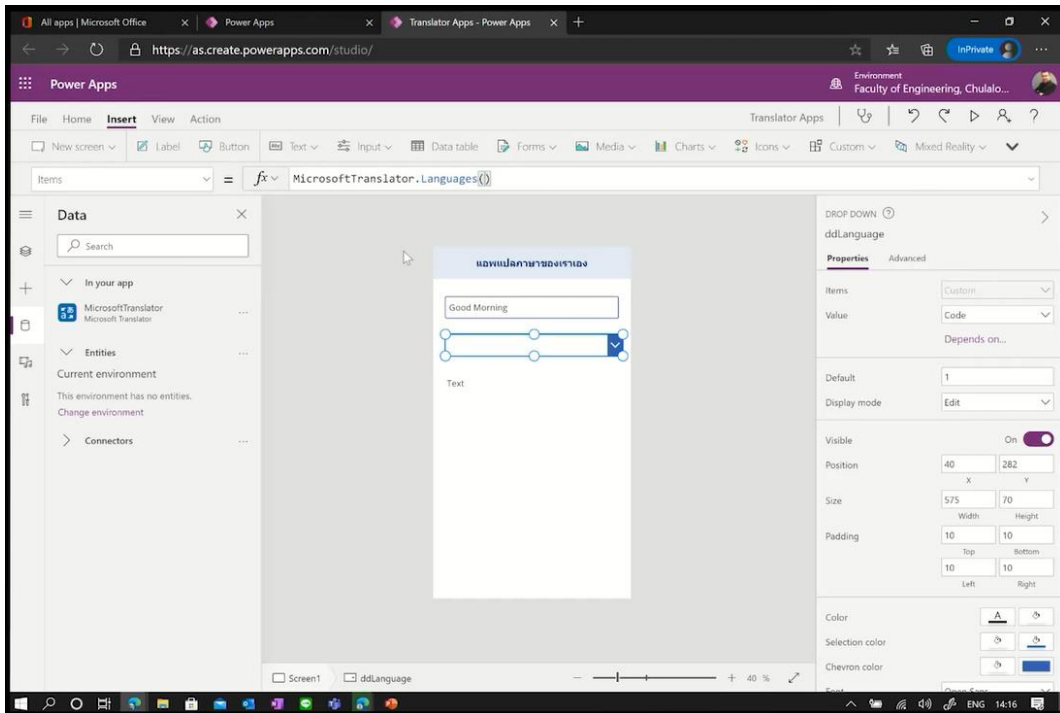 All apps | Microsoft Office
Power Apps
Translator Apps - Power Apps
https://as.create.powerapps.com/studio/
InPrivate
Power Apps
Environment
Faculty of Engineering, Chulalo...
File Home Insert View Action
Translator Apps
New screen Label Button Text Input Data table Forms Media Charts Icons Custom Mixed Reality
Items = fx MicrosoftTranslator.Languages()
Data
Search
In your app
MicrosoftTranslator
Microsoft Translator
Entities
Current environment
This environment has no entities.
Change environment
Connectors
แอพแปลภาษาของเราเอง
Good Morning
Text
DROP DOWN
ddLanguage
Properties Advanced
Items Custom
Value Code
Depends on...
Default 1
Display mode Edit
Visible On
Position 40 282
X Y
Size 575 70
Width Height
Padding 10 10
Top Bottom
10 10
Left Right
Color
Selection color
Chevron color
Font Open Sans
Screen1 ddLanguage
40 %
ENG 14:16